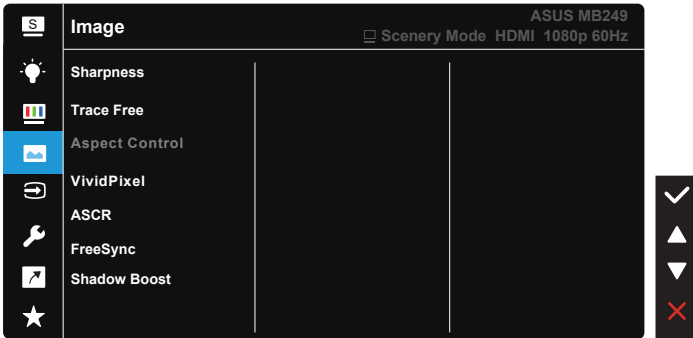 S
Image
ASUS MB249
Scenery Mode HDMI 1080p 60Hz
Sharpness
Trace Free
Aspect Control
VividPixel
ASCR
FreeSync
Shadow Boost